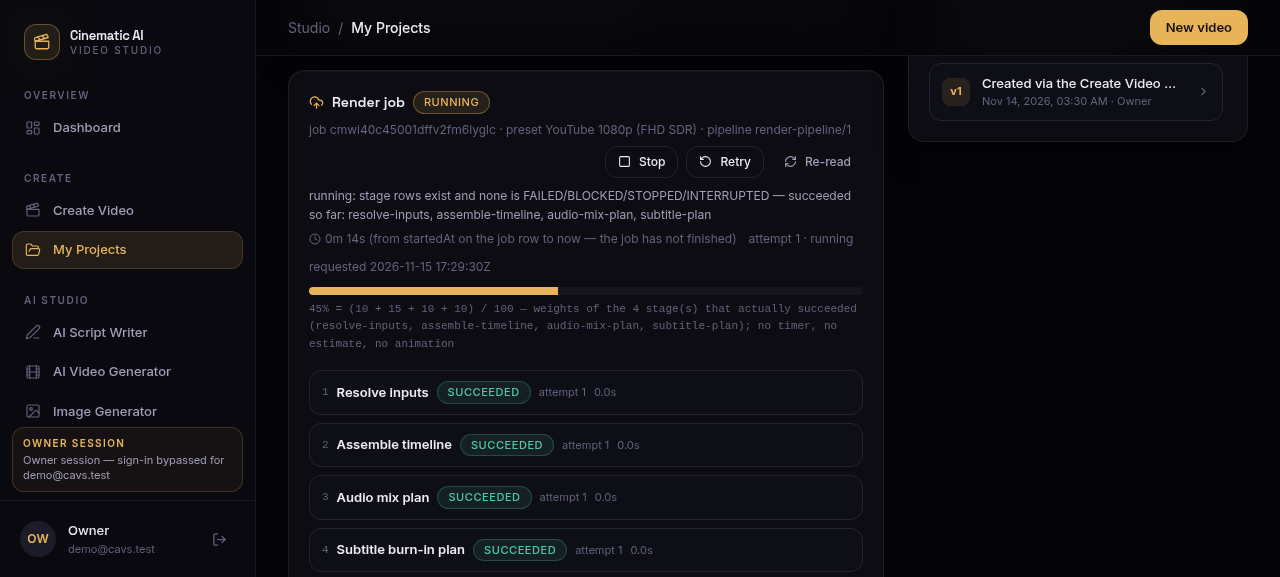 Cinematic AI
VIDEO STUDIO
OVERVIEW
Dashboard
CREATE
Create Video
My Projects
AI STUDIO
AI Script Writer
AI Video Generator
Image Generator
OWNER SESSION
Owner session — sign-in bypassed for
demo@cavs.test
OW
Owner
demo@cavs.test
Studio / My Projects
New video
Render job RUNNING
job cmwi40c45001dffv2fm6lyglc · preset YouTube 1080p (FHD SDR) · pipeline render-pipeline/1
Stop Retry Re-read
running: stage rows exist and none is FAILED/BLOCKED/STOPPED/INTERRUPTED — succeeded
so far: resolve-inputs, assemble-timeline, audio-mix-plan, subtitle-plan
0m 14s (from startedAt on the job row to now — the job has not finished) attempt 1 · running
requested 2026-11-15 17:29:30Z
45% = (10 + 15 + 10 + 10) / 100 — weights of the 4 stage(s) that actually succeeded
(resolve-inputs, assemble-timeline, audio-mix-plan, subtitle-plan); no timer, no
estimate, no animation
1 Resolve inputs SUCCEEDED attempt 1 0.0s
2 Assemble timeline SUCCEEDED attempt 1 0.0s
3 Audio mix plan SUCCEEDED attempt 1 0.0s
4 Subtitle burn-in plan SUCCEEDED attempt 1 0.0s
v1 Created via the Create Video ...
Nov 14, 2026, 03:30 AM · Owner